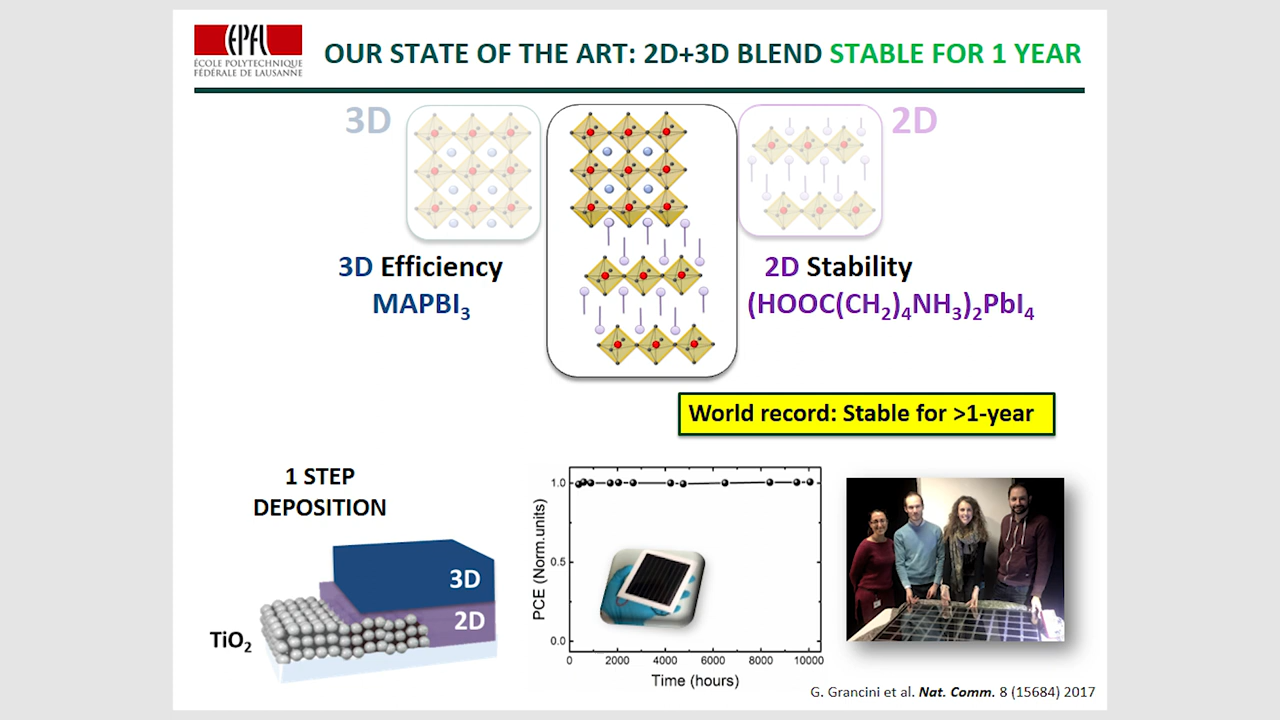 EPFL
ÉCOLE POLYTECHNIQUE
FÉDÉRALE DE LAUSANNE
OUR STATE OF THE ART: 2D+3D BLEND STABLE FOR 1 YEAR
3D
2D
3D Efficiency
MAPBI₃
2D Stability
(HOOC(CH₂)₄NH₃)₂PbI₄
World record: Stable for >1-year
1 STEP
DEPOSITION
3D
2D
TiO₂
PCE (Norm.units)
1.0
0.5
0.0
0 2000 4000 6000 8000 10000
Time (hours)
G. Grancini et al. Nat. Comm. 8 (15684) 2017